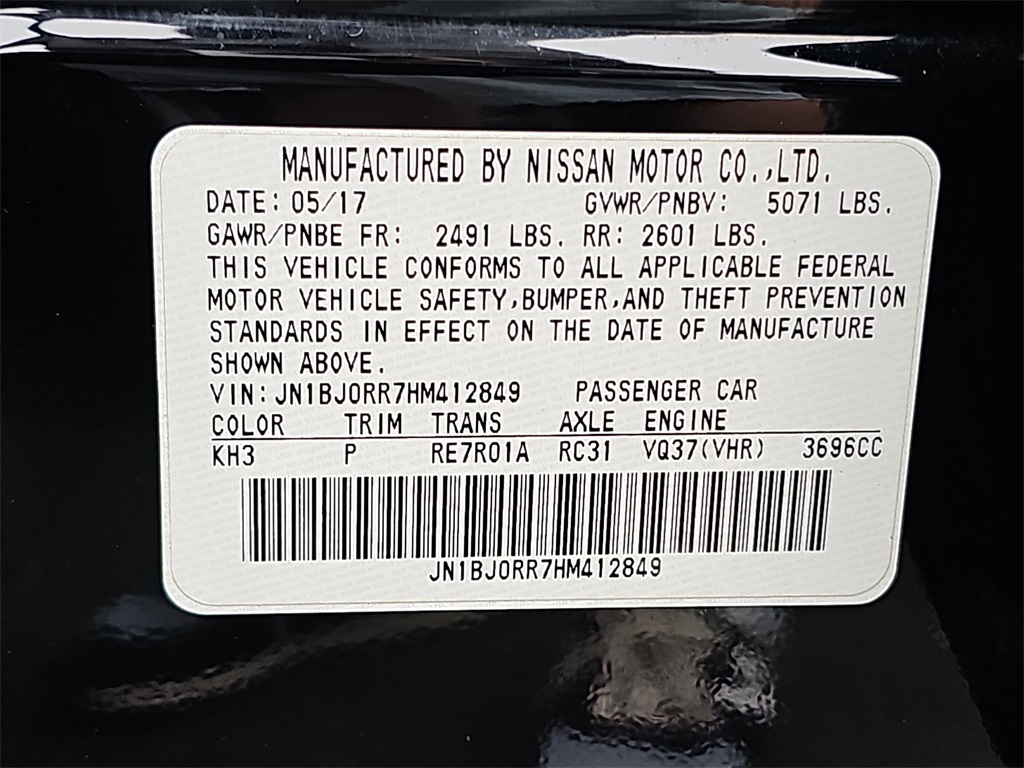 MANUFACTURED BY NISSAN MOTOR CO.,LTD.
DATE: 05/17 GVWR/PNBV: 5071 LBS.
GAWR/PNBE FR: 2491 LBS. RR: 2601 LBS.
THIS VEHICLE CONFORMS TO ALL APPLICABLE FEDERAL
MOTOR VEHICLE SAFETY,BUMPER,AND THEFT PREVENTION
STANDARDS IN EFFECT ON THE DATE OF MANUFACTURE
SHOWN ABOVE.
VIN:JN1BJ0RR7HM412849 PASSENGER CAR
COLOR TRIM TRANS AXLE ENGINE
KH3 P RE7R01A RC31 VQ37(VHR) 3696CC
JN1BJ0RR7HM412849